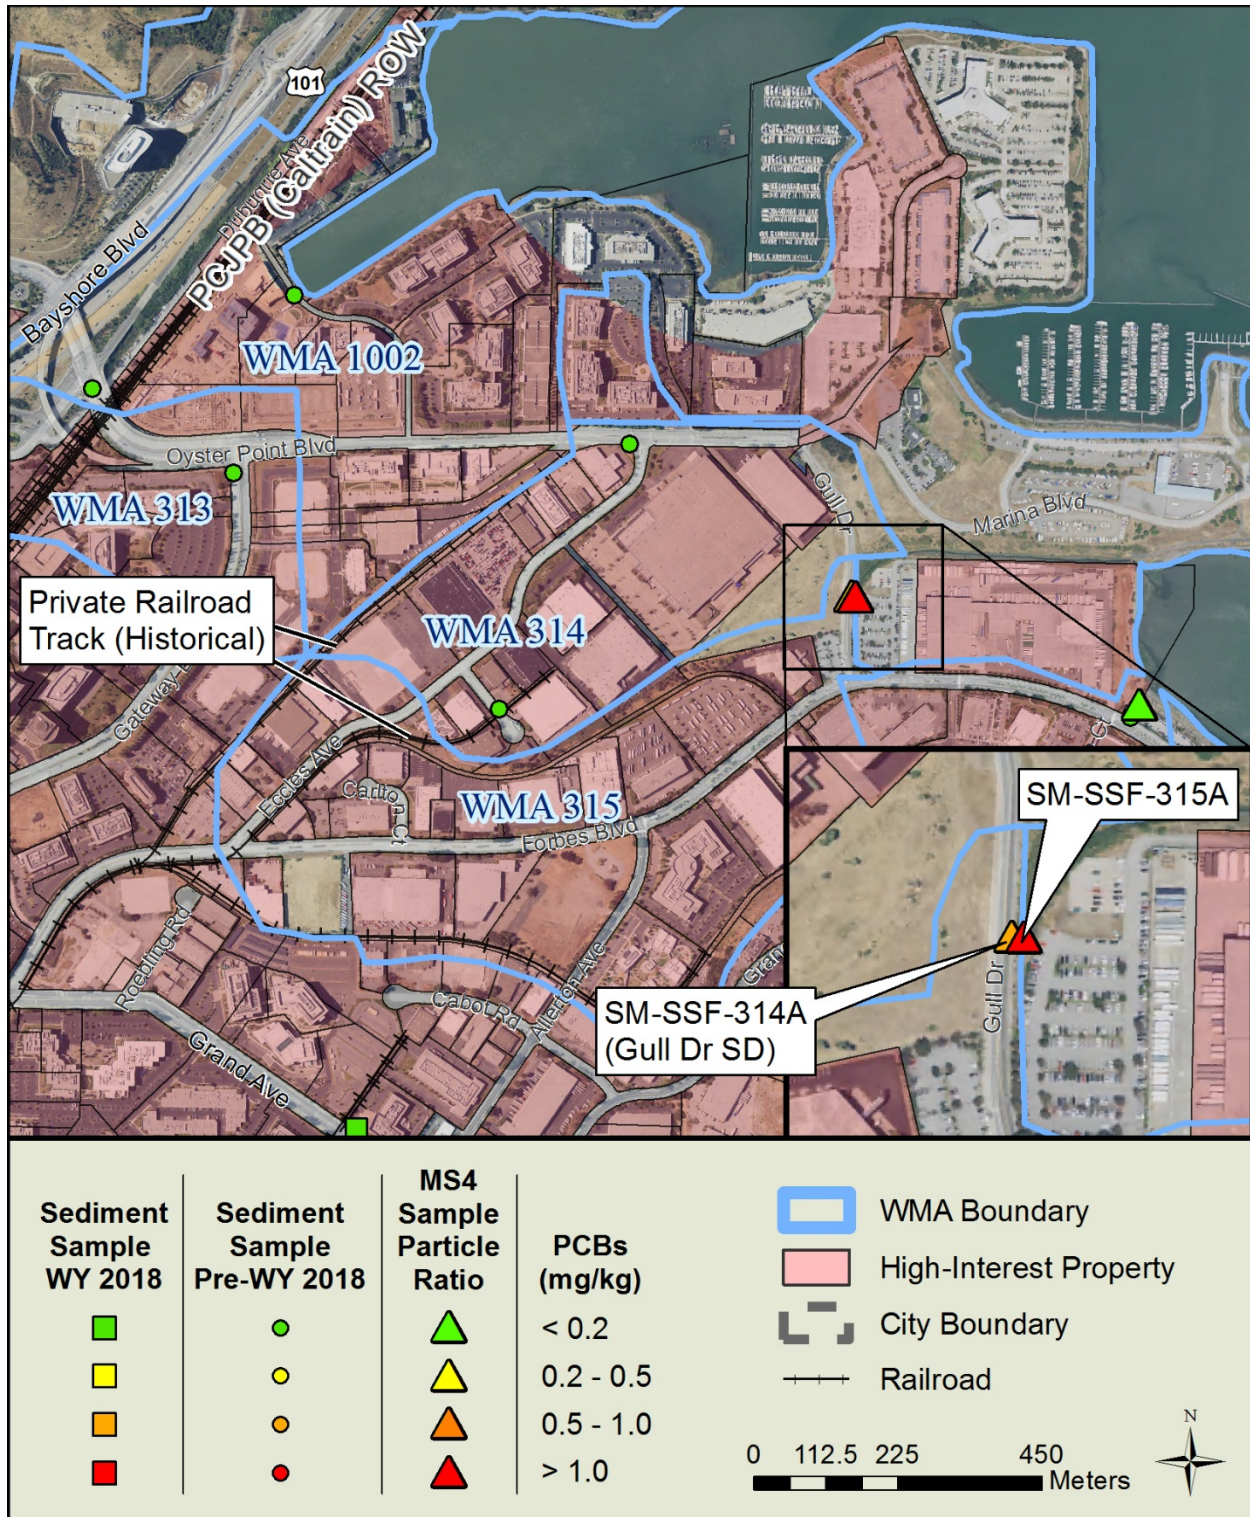 101
PCJPB (Caltrain) ROW
Dubuque Ave
Bayshore Blvd
WMA 1002
Oyster Point Blvd
WMA 313
Gull Dr
Marina Blvd
Private Railroad
Track (Historical)
WMA 314
Gateway
Eccles Ave
Carlton Ct
WMA 315
Forbes Blvd
Ct
SM-SSF-315A
Roebling Rd
Allerton Ave
Cabot Rd
Gran
Grand Ave
Gull Dr
SM-SSF-314A
(Gull Dr SD)
Sediment
Sample
WY 2018
Sediment
Sample
Pre-WY 2018
MS4
Sample
Particle
Ratio
PCBs
(mg/kg)
< 0.2
0.2 - 0.5
0.5 - 1.0
> 1.0
WMA Boundary
High-Interest Property
City Boundary
Railroad
N
0 112.5 225 450
Meters